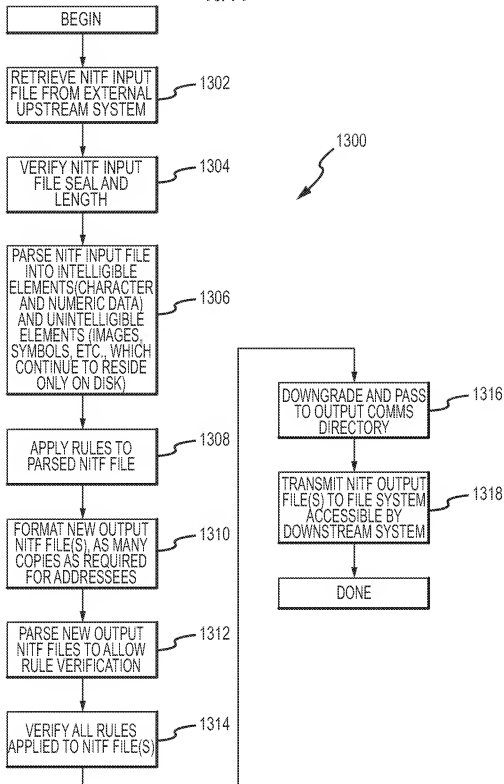 BEGIN
RETRIEVE NITF INPUT
FILE FROM EXTERNAL
UPSTREAM SYSTEM
1302
VERIFY NITF INPUT
FILE SEAL AND
LENGTH
1304
1300
PARSE NITF INPUT FILE
INTO INTELLIGIBLE
ELEMENTS(CHARACTER
AND NUMERIC DATA)
AND UNINTELLIGIBLE
ELEMENTS (IMAGES,
SYMBOLS, ETC., WHICH
CONTINUE TO RESIDE
ONLY ON DISK)
1306
APPLY RULES TO
PARSED NITF FILE
1308
FORMAT NEW OUTPUT
NITF FILE(S), AS MANY
COPIES AS REQUIRED
FOR ADDRESSEES
1310
PARSE NEW OUTPUT
NITF FILES TO ALLOW
RULE VERIFICATION
1312
VERIFY ALL RULES
APPLIED TO NITF FILE(S)
1314
DOWNGRADE AND PASS
TO OUTPUT COMMS
DIRECTORY
1316
TRANSMIT NITF OUTPUT
FILE(S) TO FILE SYSTEM
ACCESSIBLE BY
DOWNSTREAM SYSTEM
1318
DONE